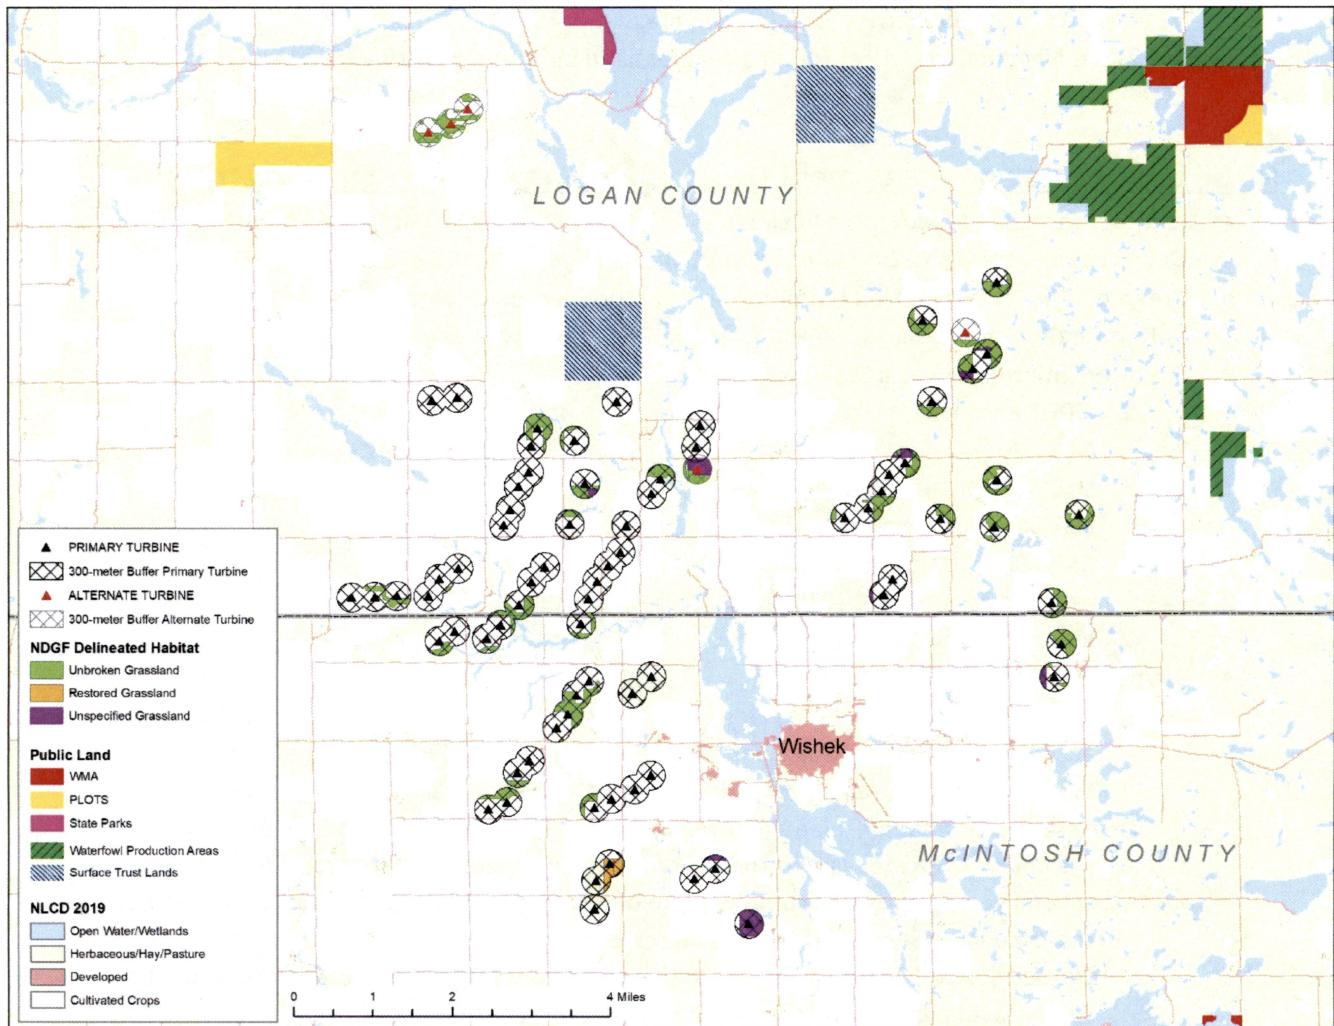 LOGAN COUNTY
PRIMARY TURBINE
300-meter Buffer Primary Turbine
ALTERNATE TURBINE
300-meter Buffer Alternate Turbine
NDGF Delineated Habitat
Unbroken Grassland
Restored Grassland
Unspecified Grassland
Public Land
WMA
PLOTS
State Parks
Waterfowl Production Areas
Surface Trust Lands
NLCD 2019
Open Water/Wetlands
Herbaceous/Hay/Pasture
Developed
Cultivated Crops
Wishek
McINTOSH COUNTY
0 1 2 4 Miles